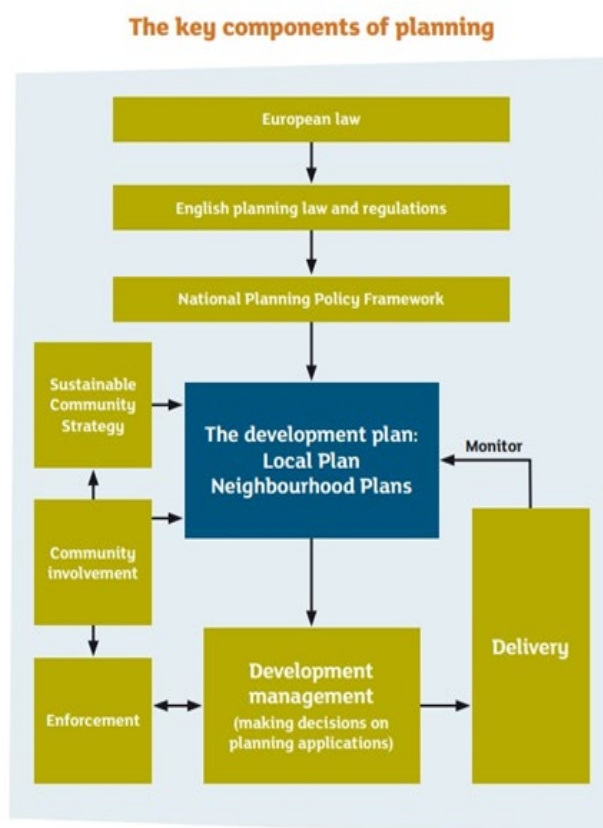 The key components of planning
European law
English planning law and regulations
National Planning Policy Framework
Sustainable
Community
Strategy
The development plan:
Local Plan
Neighbourhood Plans
Monitor
Community
involvement
Delivery
Enforcement
Development
management
(making decisions on
planning applications)